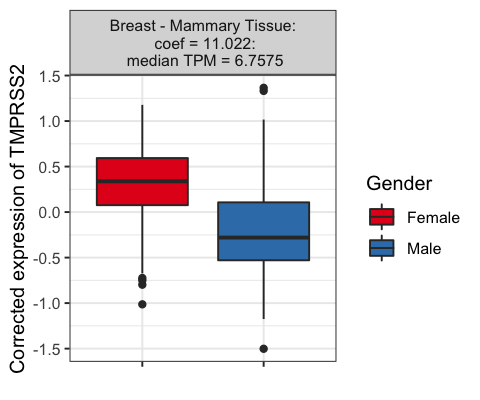 Breast - Mammary Tissue:
coef = 11.022:
median TPM = 6.7575
Corrected expression of TMPRSS2
1.5
1.0
0.5
0.0
-0.5
-1.0
-1.5
Gender
Female
Male